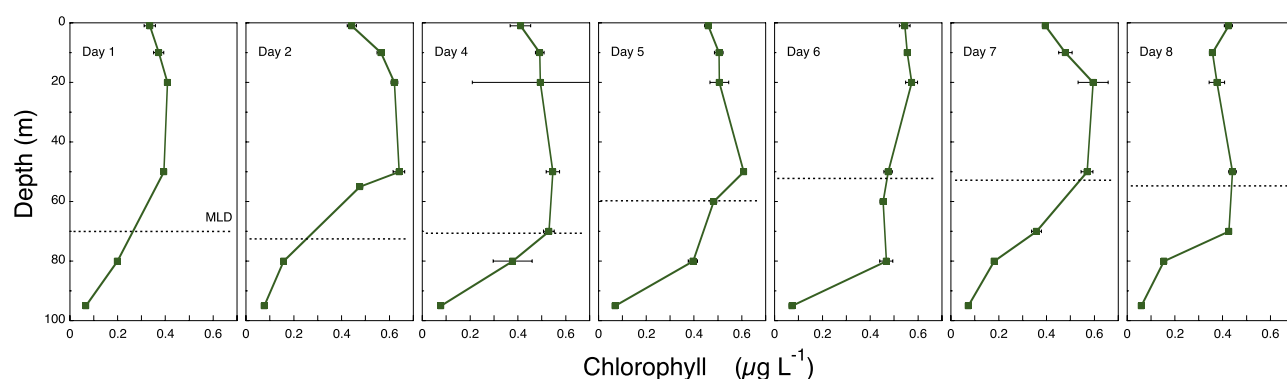 0
20
40
60
80
100
Depth (m)
Day 1
MLD
Day 2
Day 4
Day 5
Day 6
Day 7
Day 8
0 0.2 0.4 0.6
0 0.2 0.4 0.6
0 0.2 0.4 0.6
0 0.2 0.4 0.6
0 0.2 0.4 0.6
0 0.2 0.4 0.6
0 0.2 0.4 0.6
Chlorophyll (µg L⁻¹)